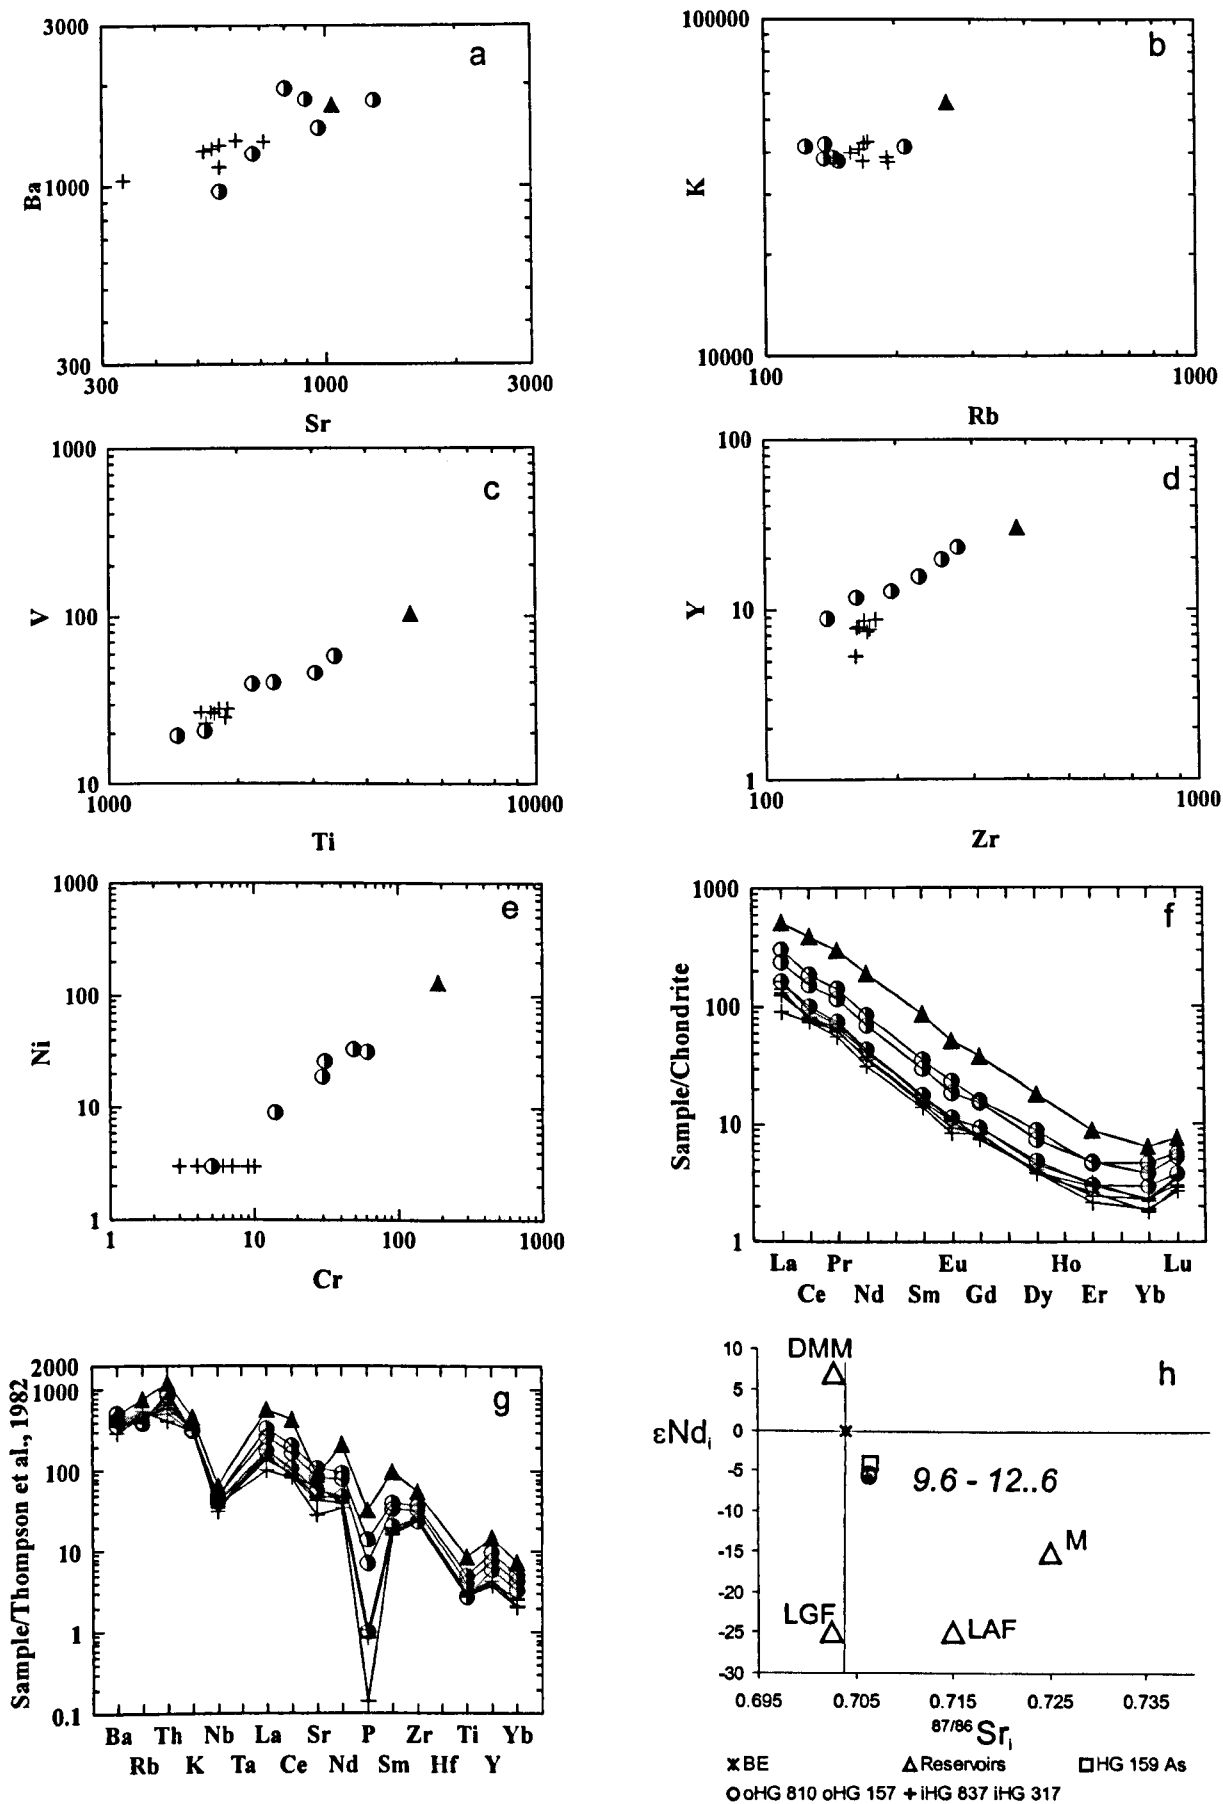 3000
a
Ba
1000
300
300
1000
3000
Sr
100000
b
K
10000
100
1000
Rb
1000
c
V
100
10
1000
10000
Ti
100
d
Y
10
1
100
1000
Zr
1000
e
Ni
100
10
1
1
10
100
1000
Cr
1000
f
Sample/Chondrite
100
10
1
La Pr Eu Ho Lu
Ce Nd Sm Gd Dy Er Yb
2000
1000
g
Sample/Thompson et al., 1982
100
10
1
0.1
Ba Th Nb La Sr P Zr Ti Yb
Rb K Ta Ce Nd Sm Hf Y
10
DMM
h
5
εNdᵢ
0
-5
9.6 - 12..6
-10
-15
M
-20
LGF
-25
LAF
-30
0.695 0.705 0.715 0.725 0.735
87/86Srᵢ
BE Reservoirs HG 159 As
oHG 810 oHG 157 iHG 837 iHG 317